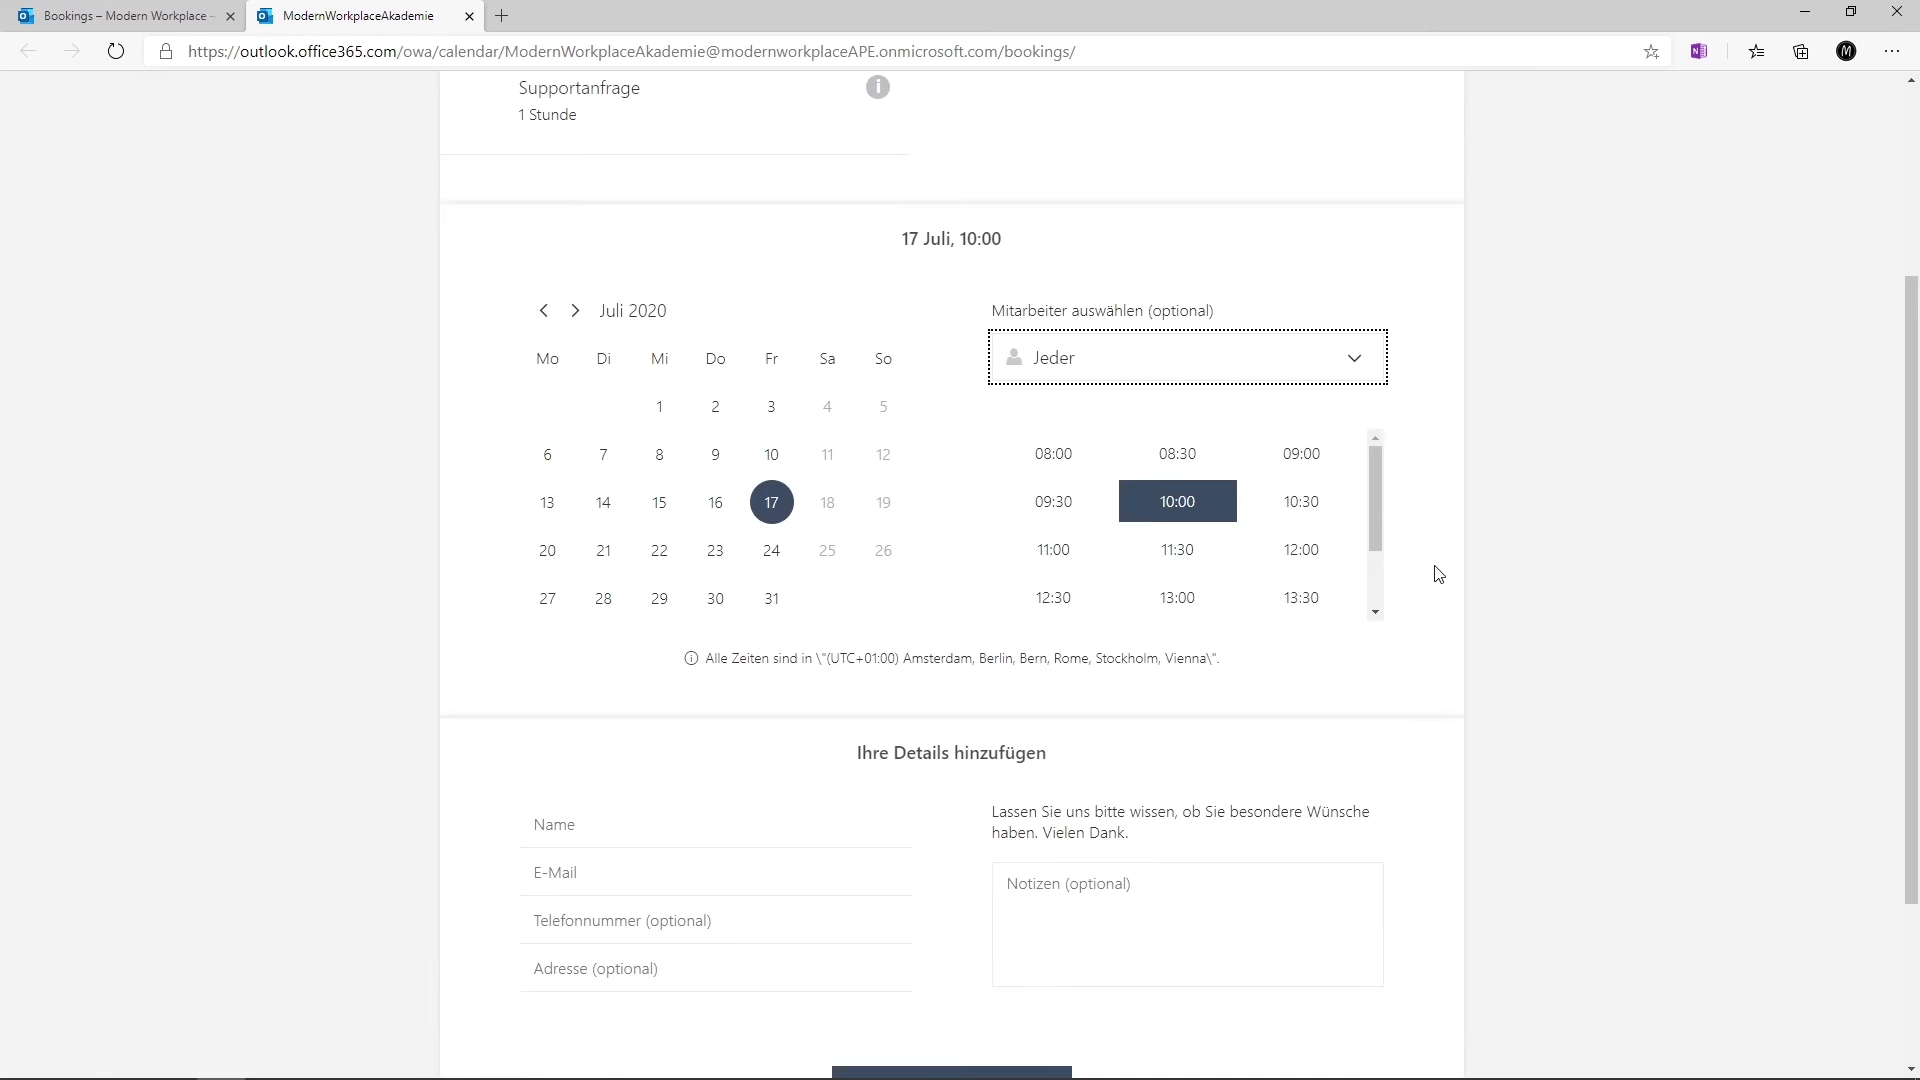 Bookings – Modern Workplace -
ModernWorkplaceAkademie
https://outlook.office365.com/owa/calendar/ModernWorkplaceAkademie@modernworkplaceAPE.onmicrosoft.com/bookings/
M
Supportanfrage
1 Stunde
17 Juli, 10:00
Juli 2020
Mo Di Mi Do Fr Sa So
1 2 3 4 5
6 7 8 9 10 11 12
13 14 15 16 17 18 19
20 21 22 23 24 25 26
27 28 29 30 31
Mitarbeiter auswählen (optional)
Jeder
08:00 08:30 09:00
09:30 10:00 10:30
11:00 11:30 12:00
12:30 13:00 13:30
Alle Zeiten sind in \"(UTC+01:00) Amsterdam, Berlin, Bern, Rome, Stockholm, Vienna\".
Ihre Details hinzufügen
Name
E-Mail
Telefonnummer (optional)
Adresse (optional)
Lassen Sie uns bitte wissen, ob Sie besondere Wünsche
haben. Vielen Dank.
Notizen (optional)